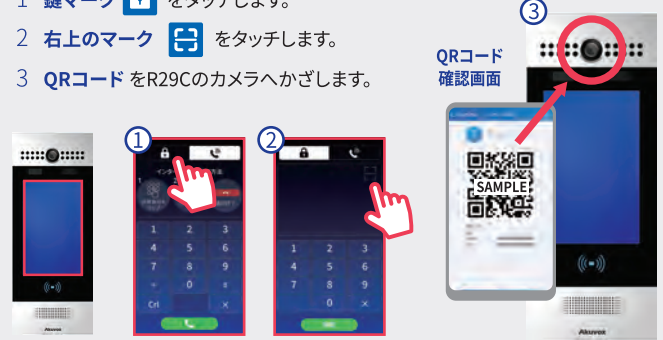 1 鍵マーク をタッチします。
2 右上のマーク をタッチします。
3 QRコード をR29Cのカメラへかざします。
③
QRコード
確認画面
SAMPLE
①
②
1 2 3
4 5 6
7 8 9
0
Crl ×
1 2 3
4 5 6
7 8 9
0 ×
Akuvox
Akuvox